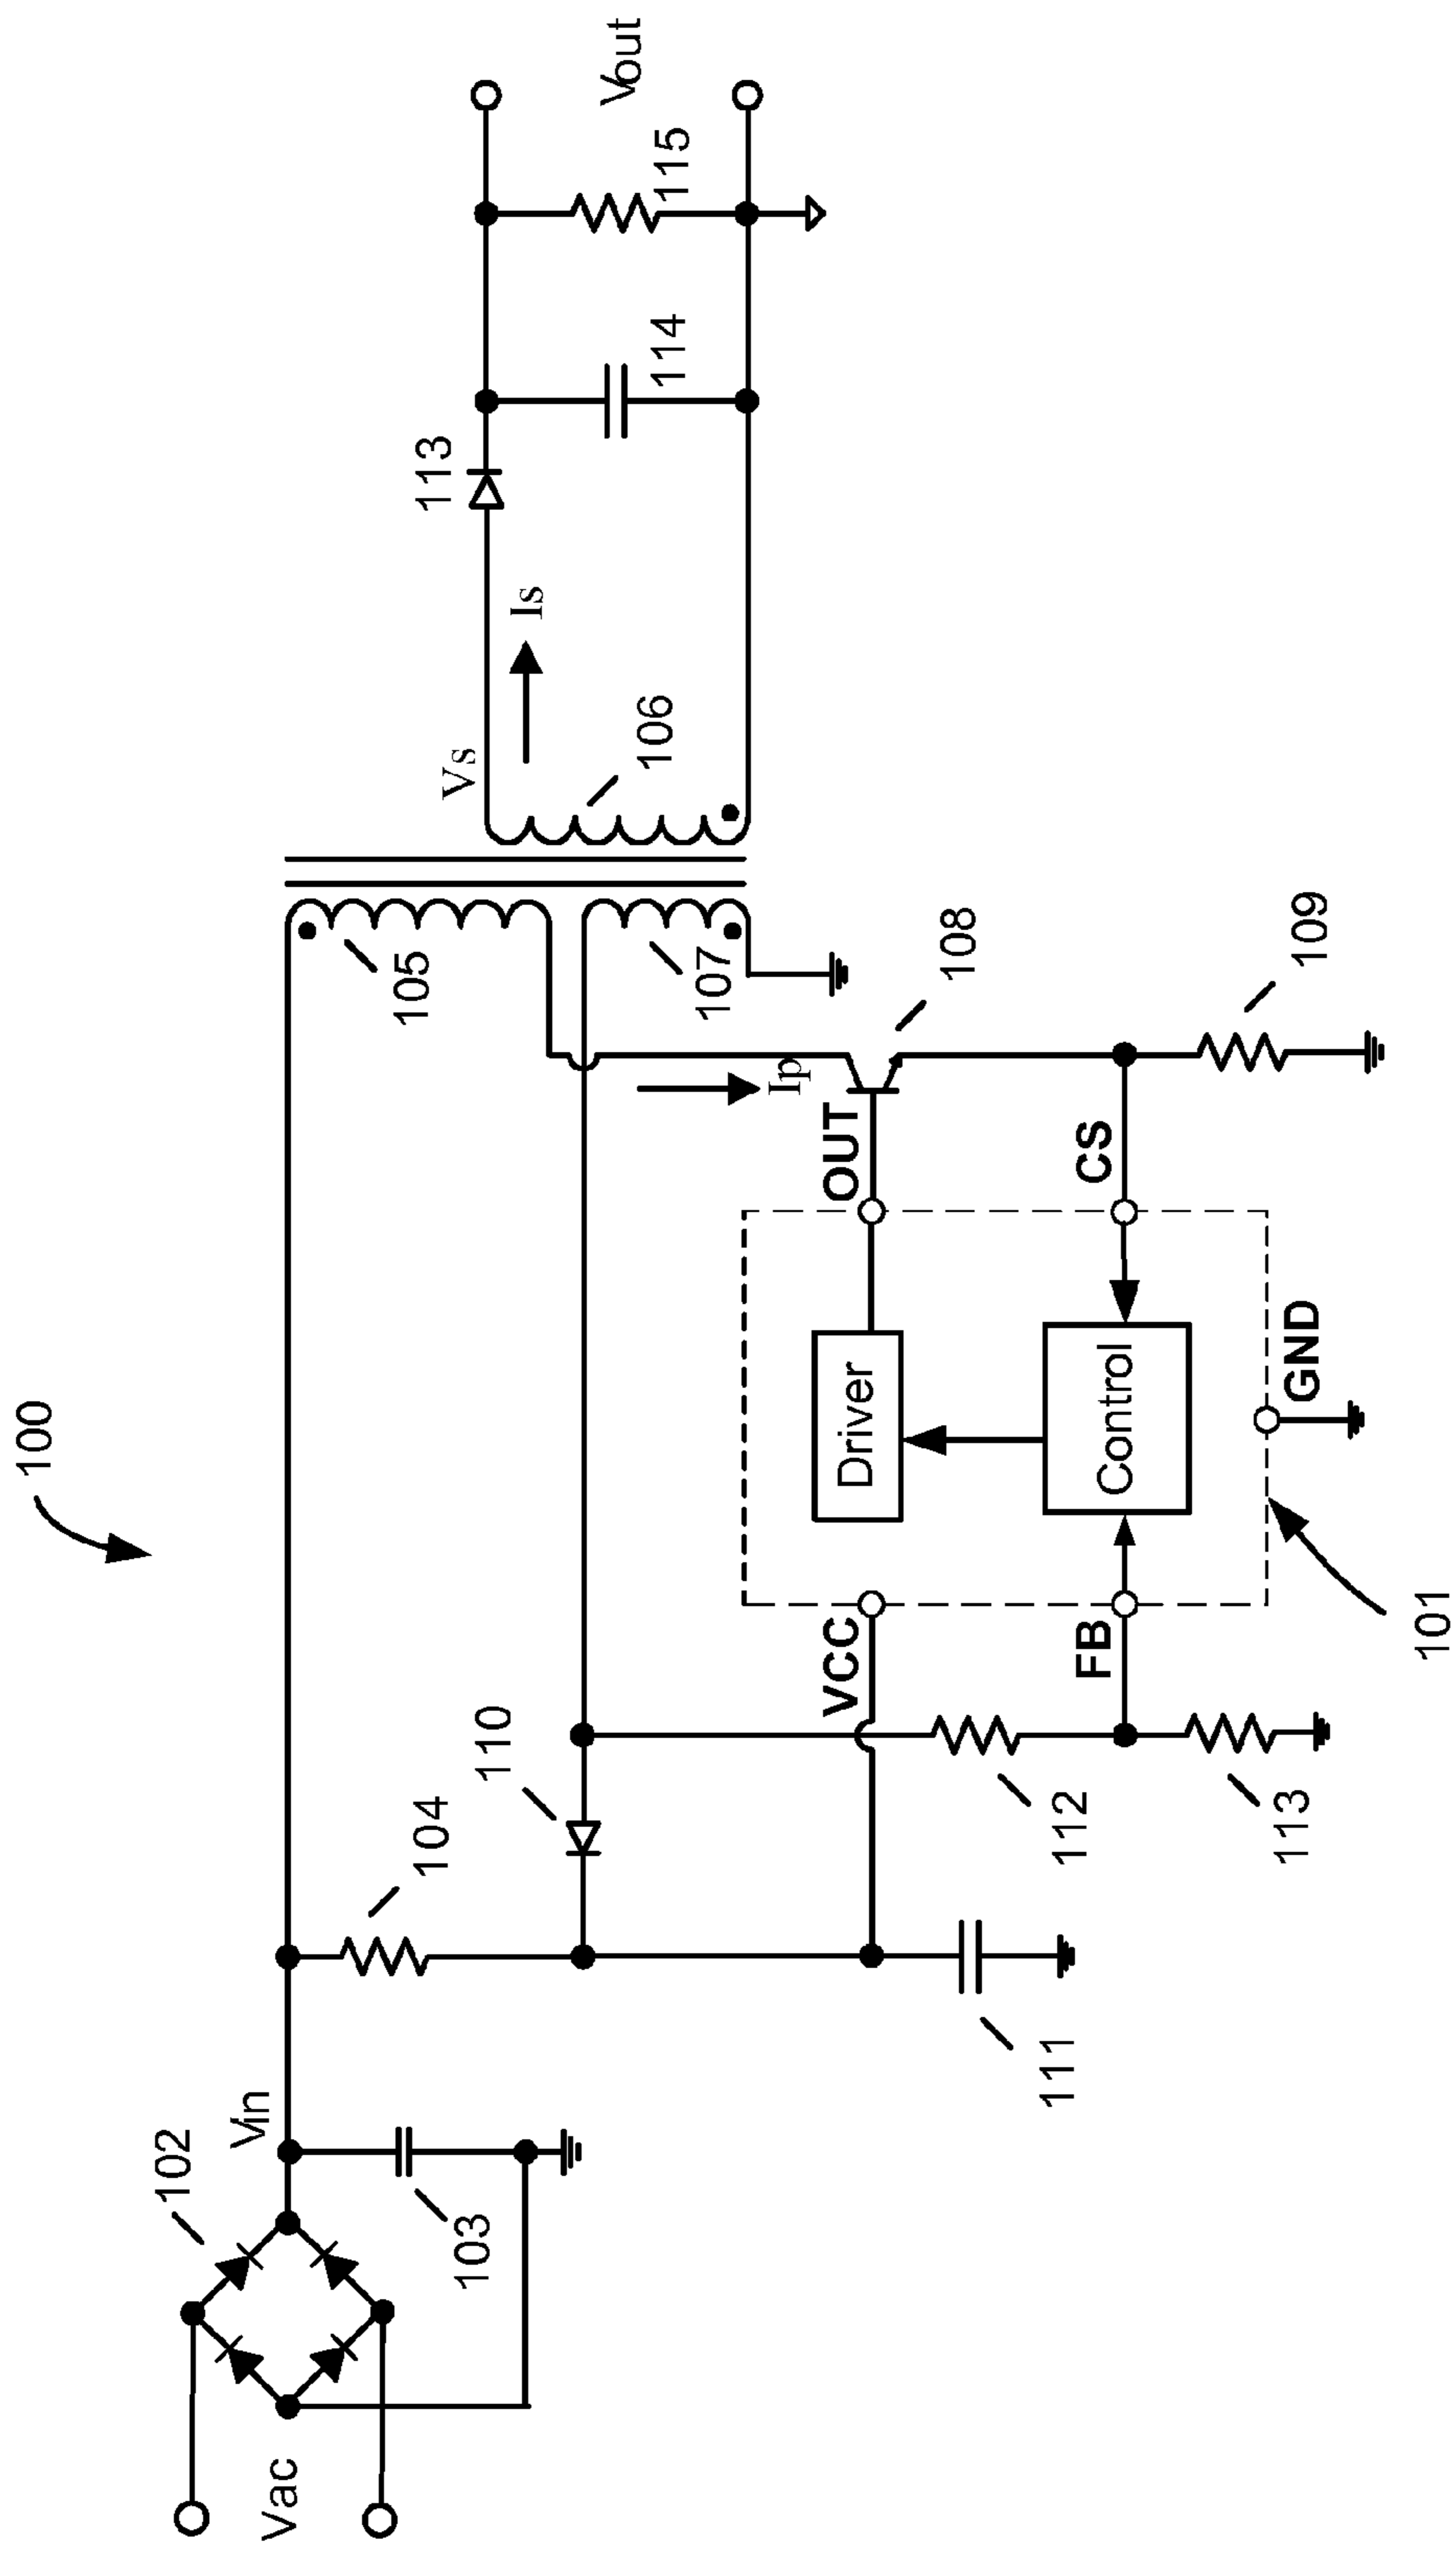 100
Vac
102
Vin
103
104
110
111
112
113
105
107
106
Vs
Is
113
114
115
Vout
Ip
108
109
VCC
FB
OUT
CS
GND
Driver
Control
101